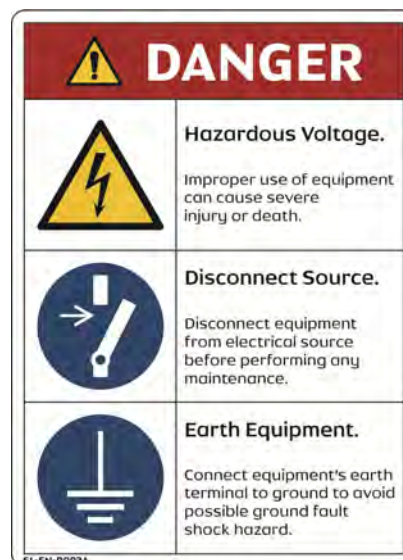 DANGER
Hazardous Voltage.
Improper use of equipment
can cause severe
injury or death.
Disconnect Source.
Disconnect equipment
from electrical source
before performing any
maintenance.
Earth Equipment.
Connect equipment's earth
terminal to ground to avoid
possible ground fault
shock hazard.